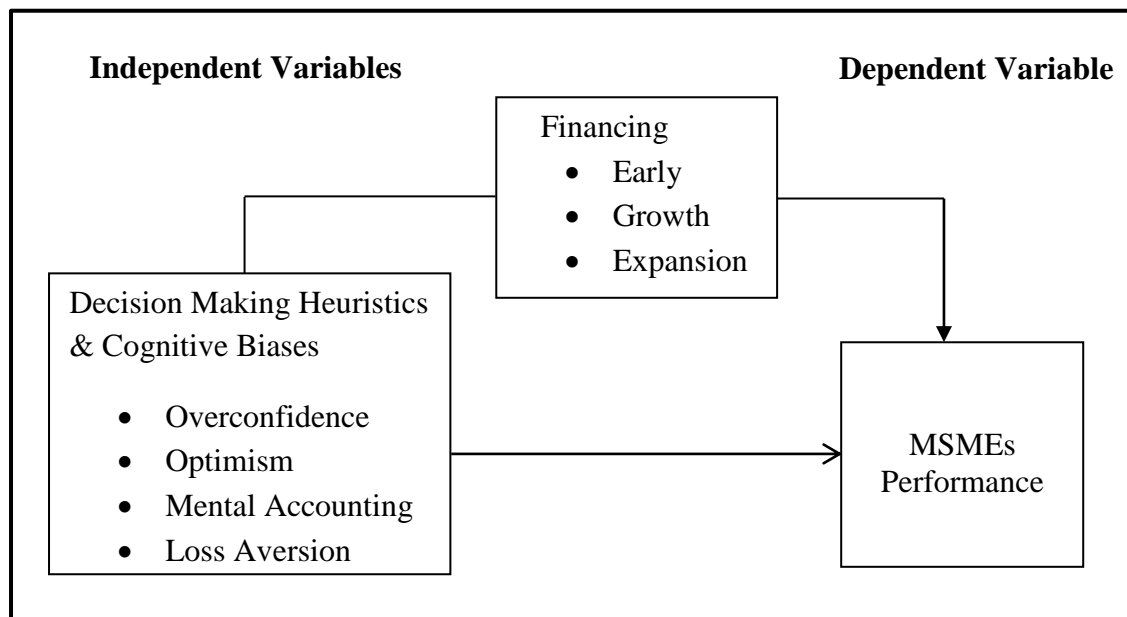 Independent Variables
Dependent Variable
Financing
• Early
• Growth
• Expansion
Decision Making Heuristics
& Cognitive Biases
• Overconfidence
• Optimism
• Mental Accounting
• Loss Aversion
MSMEs
Performance